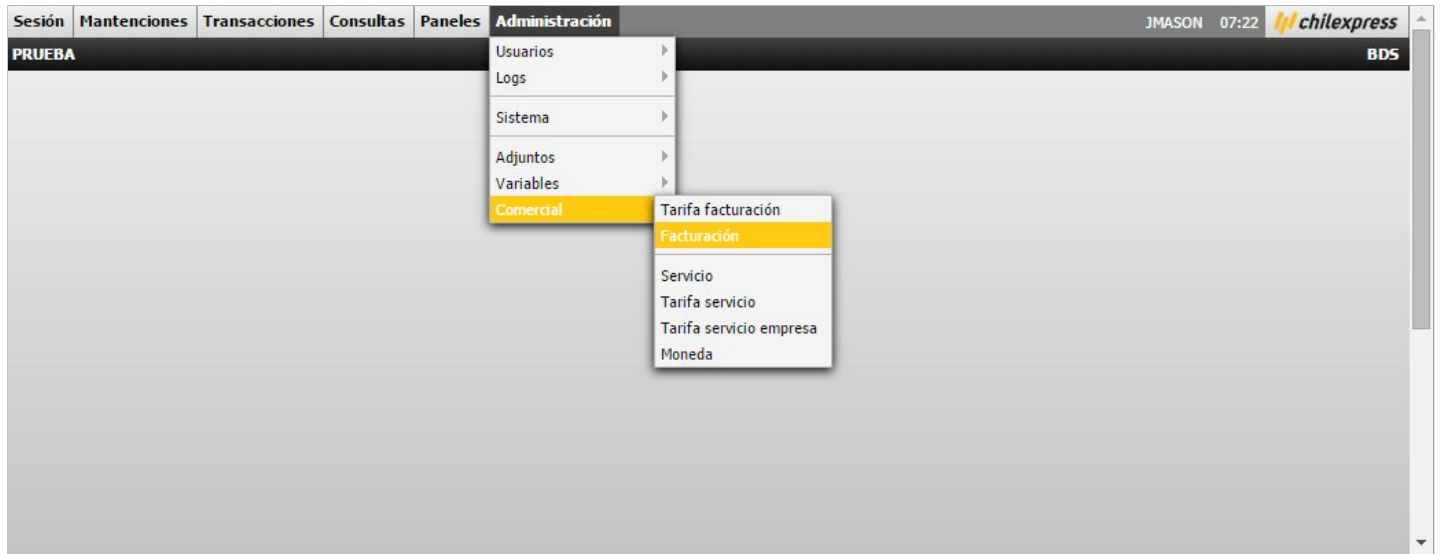 Sesión Mantenciones Transacciones Consultas Paneles Administración JMASON 07:22 chilexpress
PRUEBA BDS
Usuarios
Logs
Sistema
Adjuntos
Variables
Comercial
Tarifa facturación
Facturación
Servicio
Tarifa servicio
Tarifa servicio empresa
Moneda